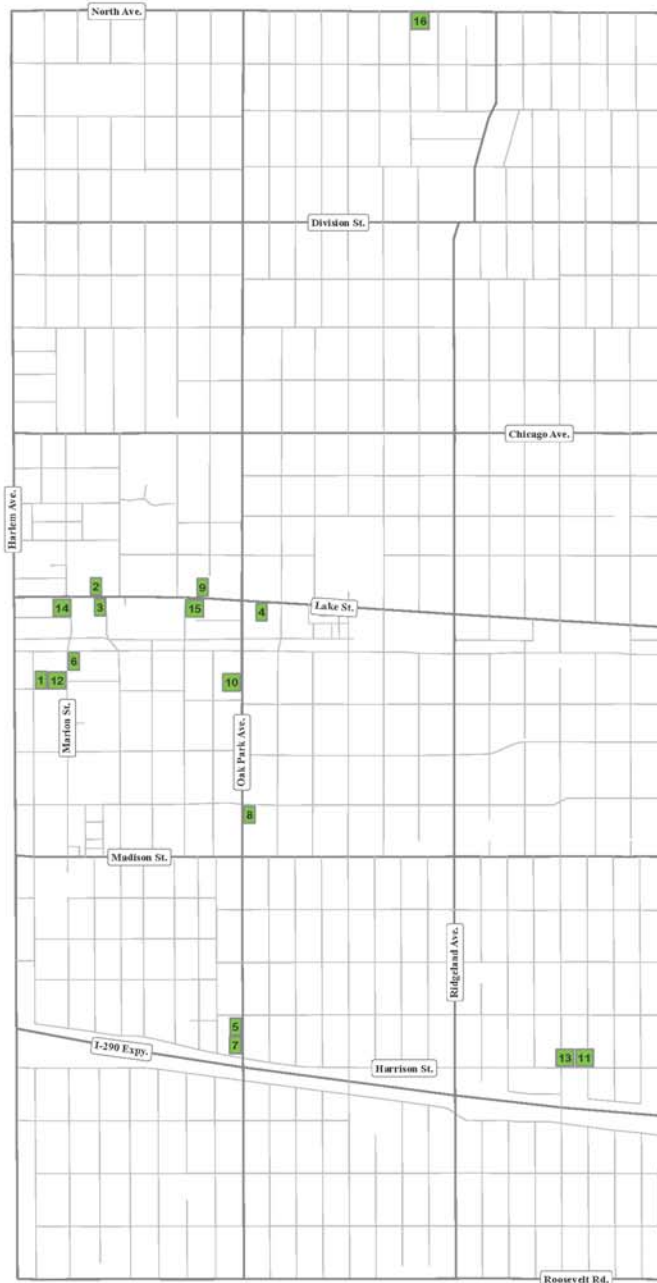 North Ave.
16
Division St.
Chicago Ave.
Harlem Ave.
2
9
14
3
15
4
Lake St.
6
1
12
10
Marion St.
Oak Park Ave.
8
Madison St.
Ridgeland Ave.
5
7
I-290 Expy.
Harrison St.
13
11
Roosevelt Rd.